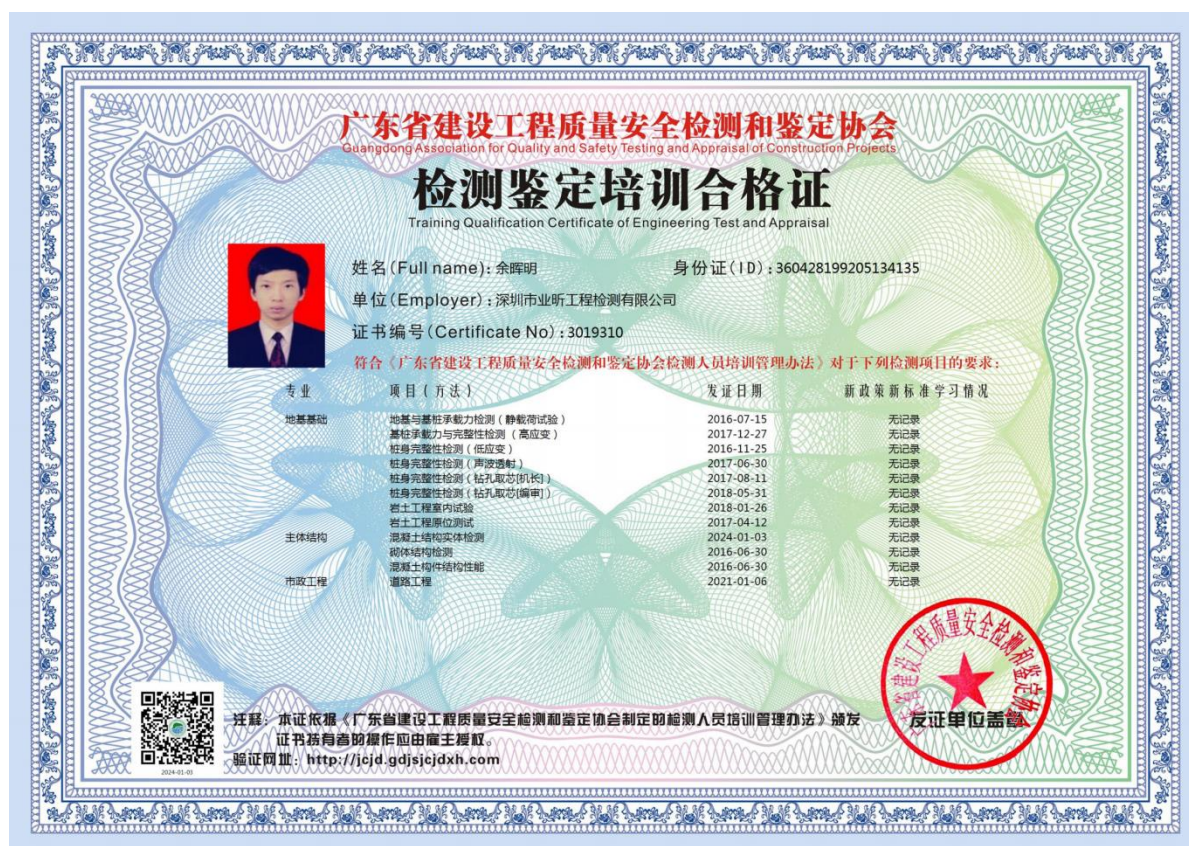 广东省建设工程质量安全检测和鉴定协会
Guangdong Association for Quality and Safety Testing and Appraisal of Construction Projects
检测鉴定培训合格证
Training Qualification Certificate of Engineering Test and Appraisal
姓名(Full name): 余晖明 身份证(ID): 360428199205134135
单位(Employer): 深圳市业昕工程检测有限公司
证书编号(Certificate No): 3019310
符合《广东省建设工程质量安全检测和鉴定协会检测人员培训管理办法》对于下列检测项目的要求:
专业 项目(方法) 发证日期 新政策新标准学习情况
地基基础 地基与基桩承载力检测(静载荷试验) 2016-07-15 无记录
基桩承载力与完整性检测(高应变) 2017-12-27 无记录
桩身完整性检测(低应变) 2016-11-25 无记录
桩身完整性检测(声波透射) 2017-06-30 无记录
桩身完整性检测(钻孔取芯[机长]) 2017-08-11 无记录
桩身完整性检测(钻孔取芯[编审]) 2018-05-31 无记录
岩土工程室内试验 2018-01-26 无记录
岩土工程原位测试 2017-04-12 无记录
主体结构 混凝土结构实体检测 2024-01-03 无记录
砌体结构检测 2016-06-30 无记录
混凝土构件结构性能 2016-06-30 无记录
市政工程 道路工程 2021-01-06 无记录
广东省建设工程质量安全检测和鉴定协会
发证单位盖章
注释: 本证依据《广东省建设工程质量安全检测和鉴定协会制定的检测人员培训管理办法》颁发
证书持有者的操作应由雇主授权。
验证网址: http://jcjd.gdjsjcjdxh.com
2024-01-03